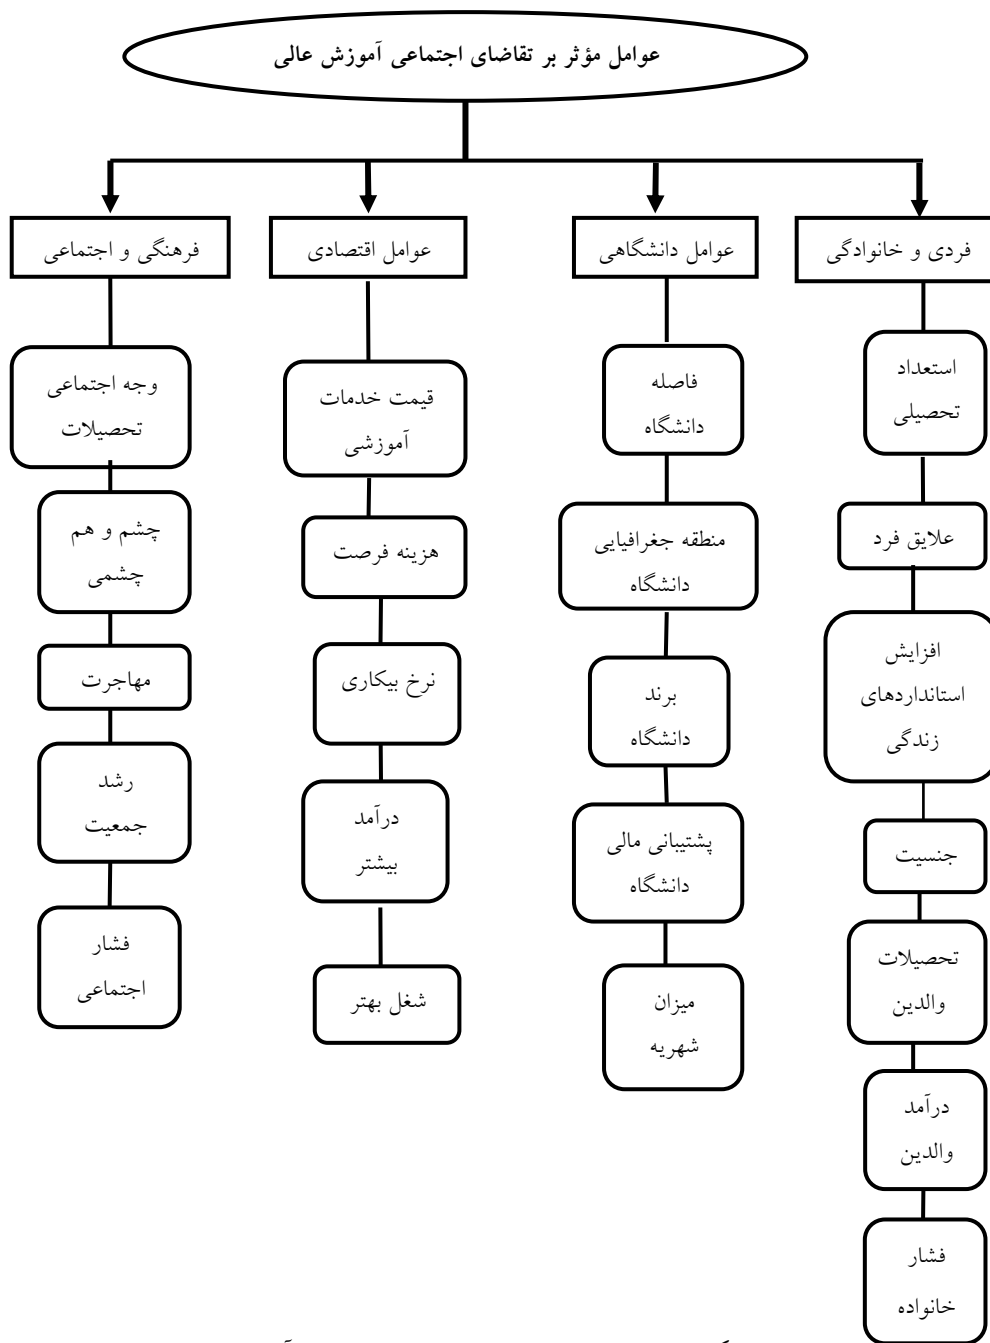 عوامل مؤثر بر تقاضای اجتماعی آموزش عالی
فردی و خانوادگی
استعداد
تحصیلی
علایق فرد
افزایش
استانداردهای
زندگی
جنسیت
تحصیلات
والدین
درآمد
والدین
فشار
خانواده
عوامل دانشگاهی
فاصله
دانشگاه
منطقه جغرافیایی
دانشگاه
برند
دانشگاه
پشتیبانی مالی
دانشگاه
میزان
شهریه
عوامل اقتصادی
قیمت خدمات
آموزشی
هزینه فرصت
نرخ بیکاری
درآمد
بیشتر
شغل بهتر
فرهنگی و اجتماعی
وجه اجتماعی
تحصیلات
چشم و هم
چشمی
مهاجرت
رشد
جمعیت
فشار
اجتماعی